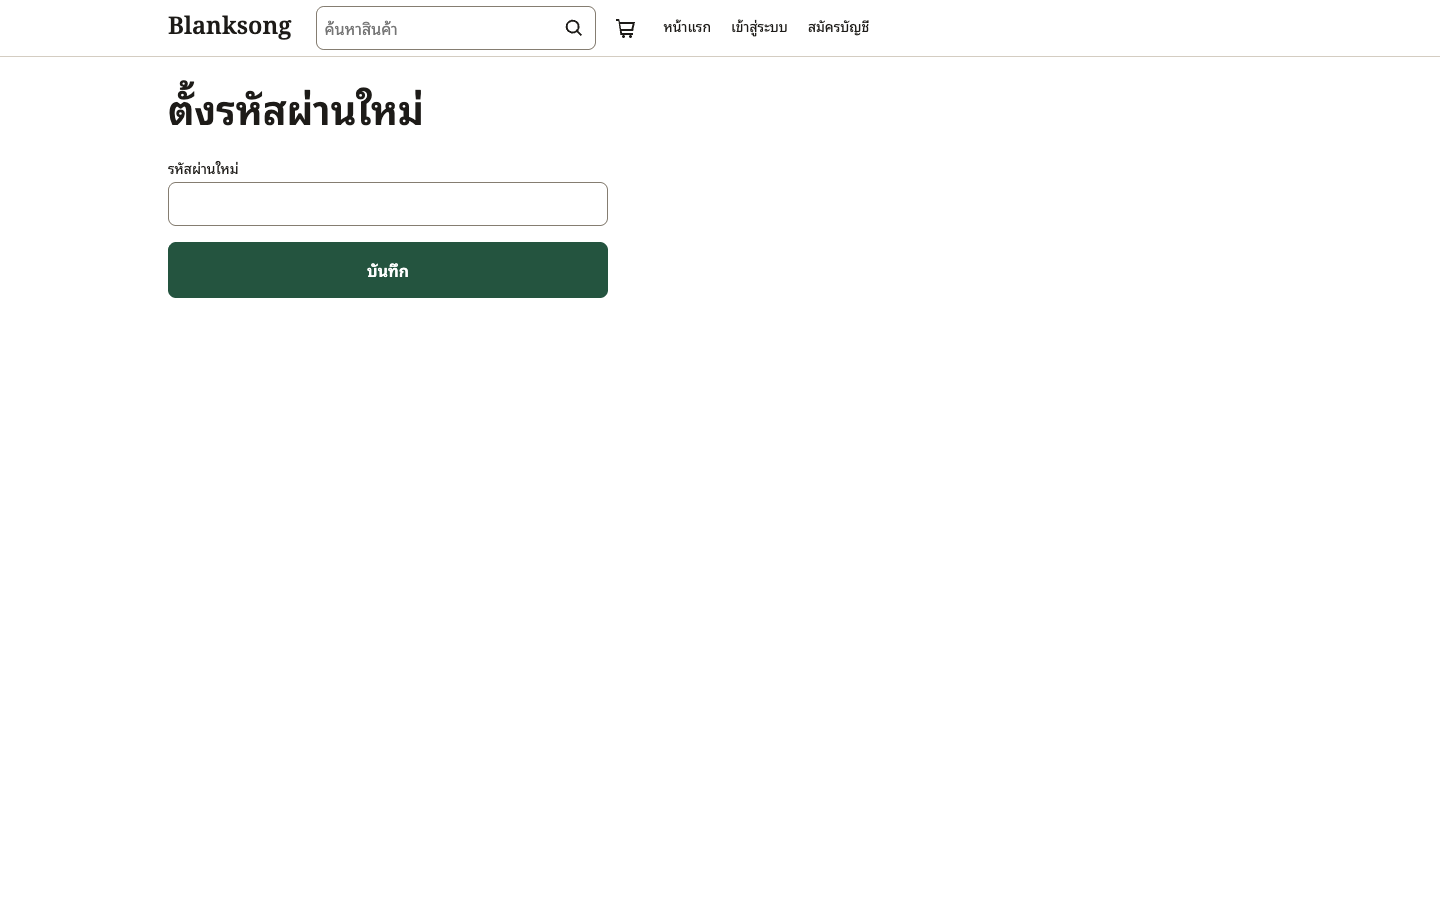 Blanksong
ค้นหาสินค้า
หน้าแรก
เข้าสู่ระบบ
สมัครบัญชี
ตั้งรหัสผ่านใหม่
รหัสผ่านใหม่
บันทึก